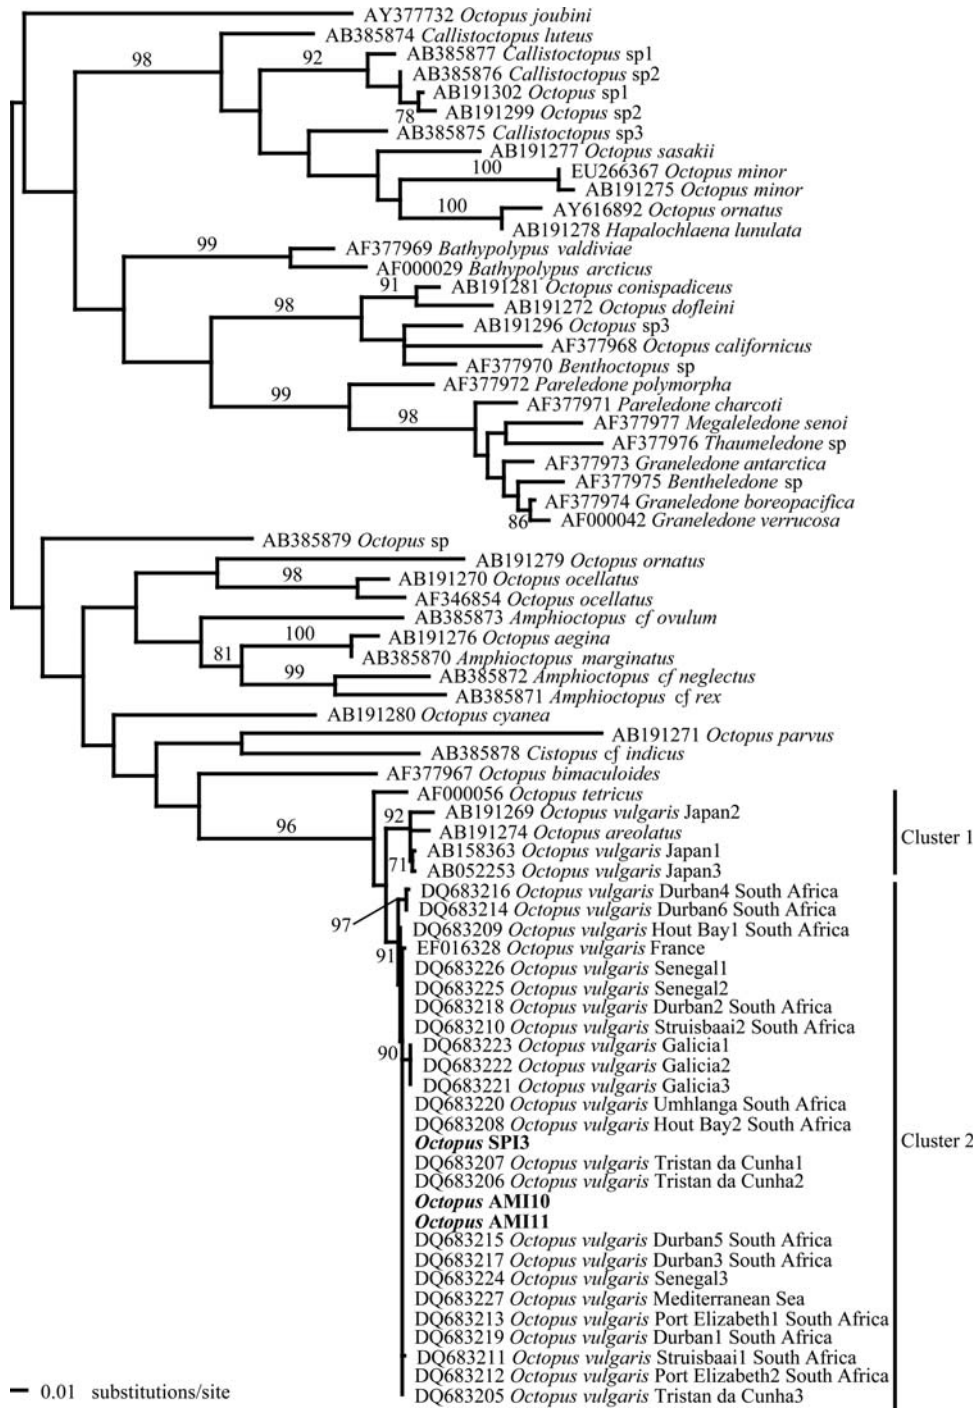 AY377732 Octopus joubini
AB385874 Callistoctopus luteus
98
92
AB385877 Callistoctopus sp1
AB385876 Callistoctopus sp2
AB191302 Octopus sp1
78
AB191299 Octopus sp2
AB385875 Callistoctopus sp3
AB191277 Octopus sasakii
100
EU266367 Octopus minor
AB191275 Octopus minor
100
AY616892 Octopus ornatus
AB191278 Hapalochlaena lunulata
99
AF377969 Bathypolypus valdiviae
AF000029 Bathypolypus arcticus
91
AB191281 Octopus conispadiceus
98
AB191272 Octopus dofleini
AB191296 Octopus sp3
AF377968 Octopus californicus
AF377970 Benthoctopus sp
99
AF377972 Pareledone polymorpha
98
AF377971 Pareledone charcoti
AF377977 Megaleledone senoi
AF377976 Thaumeledone sp
AF377973 Graneledone antarctica
AF377975 Bentheledone sp
AF377974 Graneledone boreopacifica
86
AF000042 Graneledone verrucosa
AB385879 Octopus sp
AB191279 Octopus ornatus
98
AB191270 Octopus ocellatus
AF346854 Octopus ocellatus
AB385873 Amphioctopus cf ovulum
100
AB191276 Octopus aegina
81
AB385870 Amphioctopus marginatus
99
AB385872 Amphioctopus cf neglectus
AB385871 Amphioctopus cf rex
AB191280 Octopus cyanea
AB191271 Octopus parvus
AB385878 Cistopus cf indicus
AF377967 Octopus bimaculoides
AF000056 Octopus tetricus
96
92
AB191269 Octopus vulgaris Japan2
AB191274 Octopus areolatus
Cluster 1
AB158363 Octopus vulgaris Japan1
71
AB052253 Octopus vulgaris Japan3
DQ683216 Octopus vulgaris Durban4 South Africa
97
DQ683214 Octopus vulgaris Durban6 South Africa
DQ683209 Octopus vulgaris Hout Bay1 South Africa
91
EF016328 Octopus vulgaris France
DQ683226 Octopus vulgaris Senegal1
DQ683225 Octopus vulgaris Senegal2
DQ683218 Octopus vulgaris Durban2 South Africa
DQ683210 Octopus vulgaris Struisbaai2 South Africa
90
DQ683223 Octopus vulgaris Galicia1
DQ683222 Octopus vulgaris Galicia2
DQ683221 Octopus vulgaris Galicia3
DQ683220 Octopus vulgaris Umhlanga South Africa
DQ683208 Octopus vulgaris Hout Bay2 South Africa
Octopus SPI3
Cluster 2
DQ683207 Octopus vulgaris Tristan da Cunha1
DQ683206 Octopus vulgaris Tristan da Cunha2
Octopus AMI10
Octopus AMI11
DQ683215 Octopus vulgaris Durban5 South Africa
DQ683217 Octopus vulgaris Durban3 South Africa
DQ683224 Octopus vulgaris Senegal3
DQ683227 Octopus vulgaris Mediterranean Sea
DQ683213 Octopus vulgaris Port Elizabeth1 South Africa
DQ683219 Octopus vulgaris Durban1 South Africa
DQ683211 Octopus vulgaris Struisbaai1 South Africa
DQ683212 Octopus vulgaris Port Elizabeth2 South Africa
DQ683205 Octopus vulgaris Tristan da Cunha3
0.01 substitutions/site